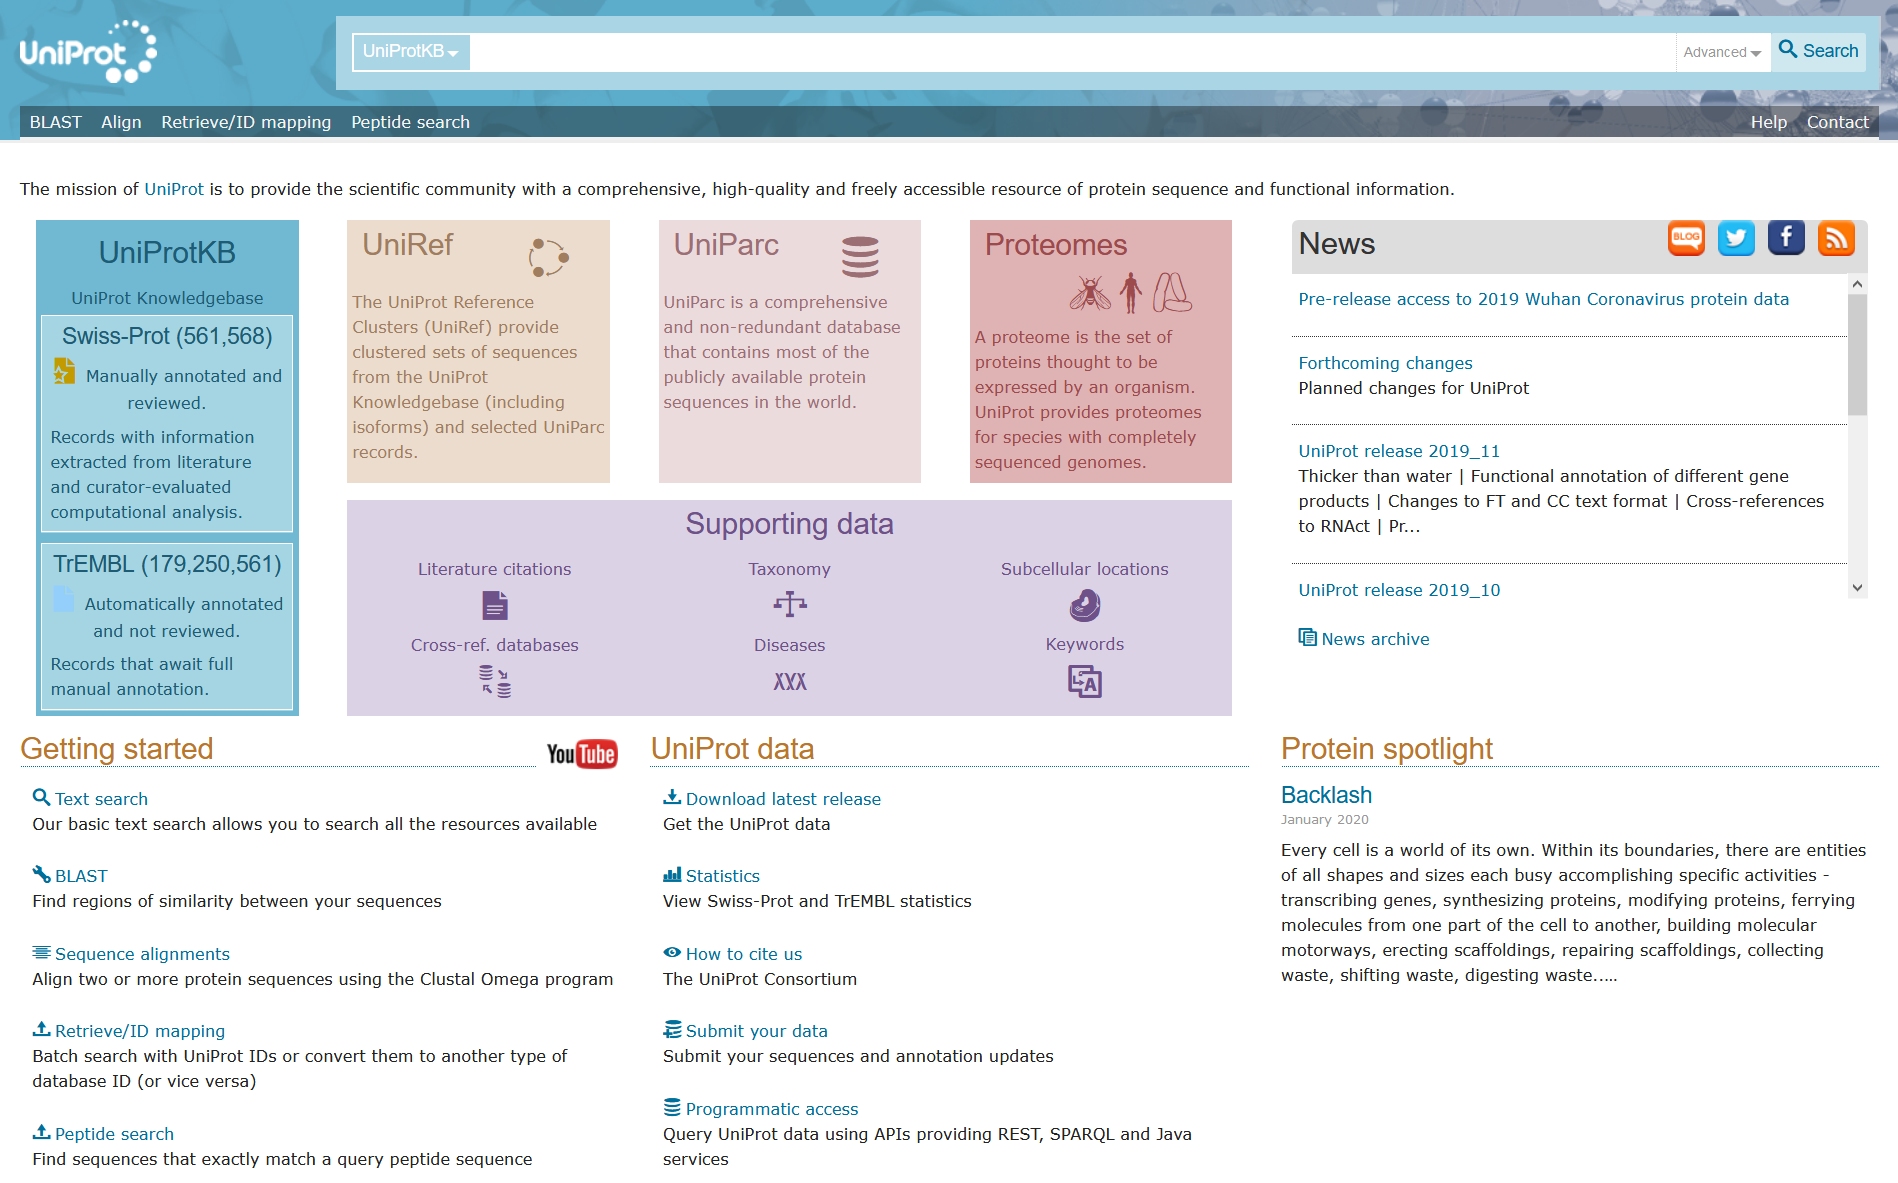 UniProt
UniProtKB
Advanced
Search
BLAST Align Retrieve/ID mapping Peptide search
Help Contact
The mission of UniProt is to provide the scientific community with a comprehensive, high-quality and freely accessible resource of protein sequence and functional information.
UniProtKB
UniProt Knowledgebase
Swiss-Prot (561,568)
Manually annotated and
reviewed.
Records with information
extracted from literature
and curator-evaluated
computational analysis.
TrEMBL (179,250,561)
Automatically annotated
and not reviewed.
Records that await full
manual annotation.
UniRef
The UniProt Reference
Clusters (UniRef) provide
clustered sets of sequences
from the UniProt
Knowledgebase (including
isoforms) and selected UniParc
records.
UniParc
UniParc is a comprehensive
and non-redundant database
that contains most of the
publicly available protein
sequences in the world.
Proteomes
A proteome is the set of
proteins thought to be
expressed by an organism.
UniProt provides proteomes
for species with completely
sequenced genomes.
Supporting data
Literature citations
Taxonomy
Subcellular locations
Cross-ref. databases
Diseases
Keywords
A
News
BLOG
Pre-release access to 2019 Wuhan Coronavirus protein data
Forthcoming changes
Planned changes for UniProt
UniProt release 2019_11
Thicker than water | Functional annotation of different gene
products | Changes to FT and CC text format | Cross-references
to RNAct | Pr...
UniProt release 2019_10
News archive
Getting started
YouTube
Text search
Our basic text search allows you to search all the resources available
BLAST
Find regions of similarity between your sequences
Sequence alignments
Align two or more protein sequences using the Clustal Omega program
Retrieve/ID mapping
Batch search with UniProt IDs or convert them to another type of
database ID (or vice versa)
Peptide search
Find sequences that exactly match a query peptide sequence
UniProt data
Download latest release
Get the UniProt data
Statistics
View Swiss-Prot and TrEMBL statistics
How to cite us
The UniProt Consortium
Submit your data
Submit your sequences and annotation updates
Programmatic access
Query UniProt data using APIs providing REST, SPARQL and Java
services
Protein spotlight
Backlash
January 2020
Every cell is a world of its own. Within its boundaries, there are entities
of all shapes and sizes each busy accomplishing specific activities -
transcribing genes, synthesizing proteins, modifying proteins, ferrying
molecules from one part of the cell to another, building molecular
motorways, erecting scaffoldings, repairing scaffoldings, collecting
waste, shifting waste, digesting waste.....